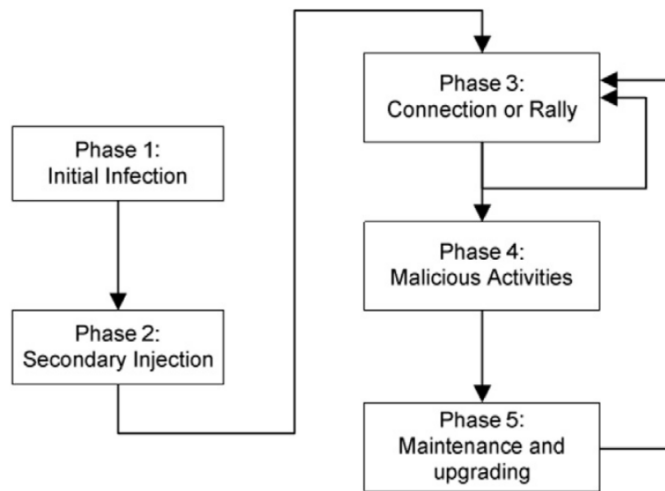 Phase 1:
Initial Infection
Phase 2:
Secondary Injection
Phase 3:
Connection or Rally
Phase 4:
Malicious Activities
Phase 5:
Maintenance and
upgrading